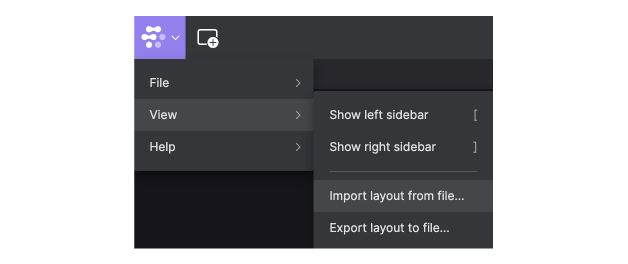 File
View
Help
Show left sidebar [
Show right sidebar ]
Import layout from file...
Export layout to file...